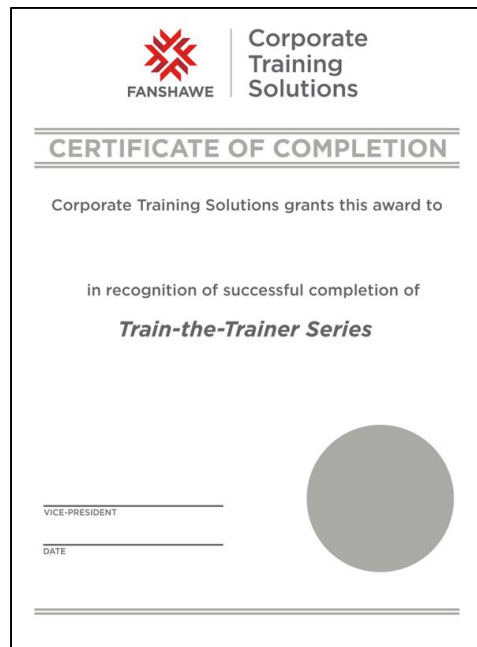 FANSHAWE
Corporate
Training
Solutions
CERTIFICATE OF COMPLETION
Corporate Training Solutions grants this award to
in recognition of successful completion of
Train-the-Trainer Series
VICE-PRESIDENT
DATE